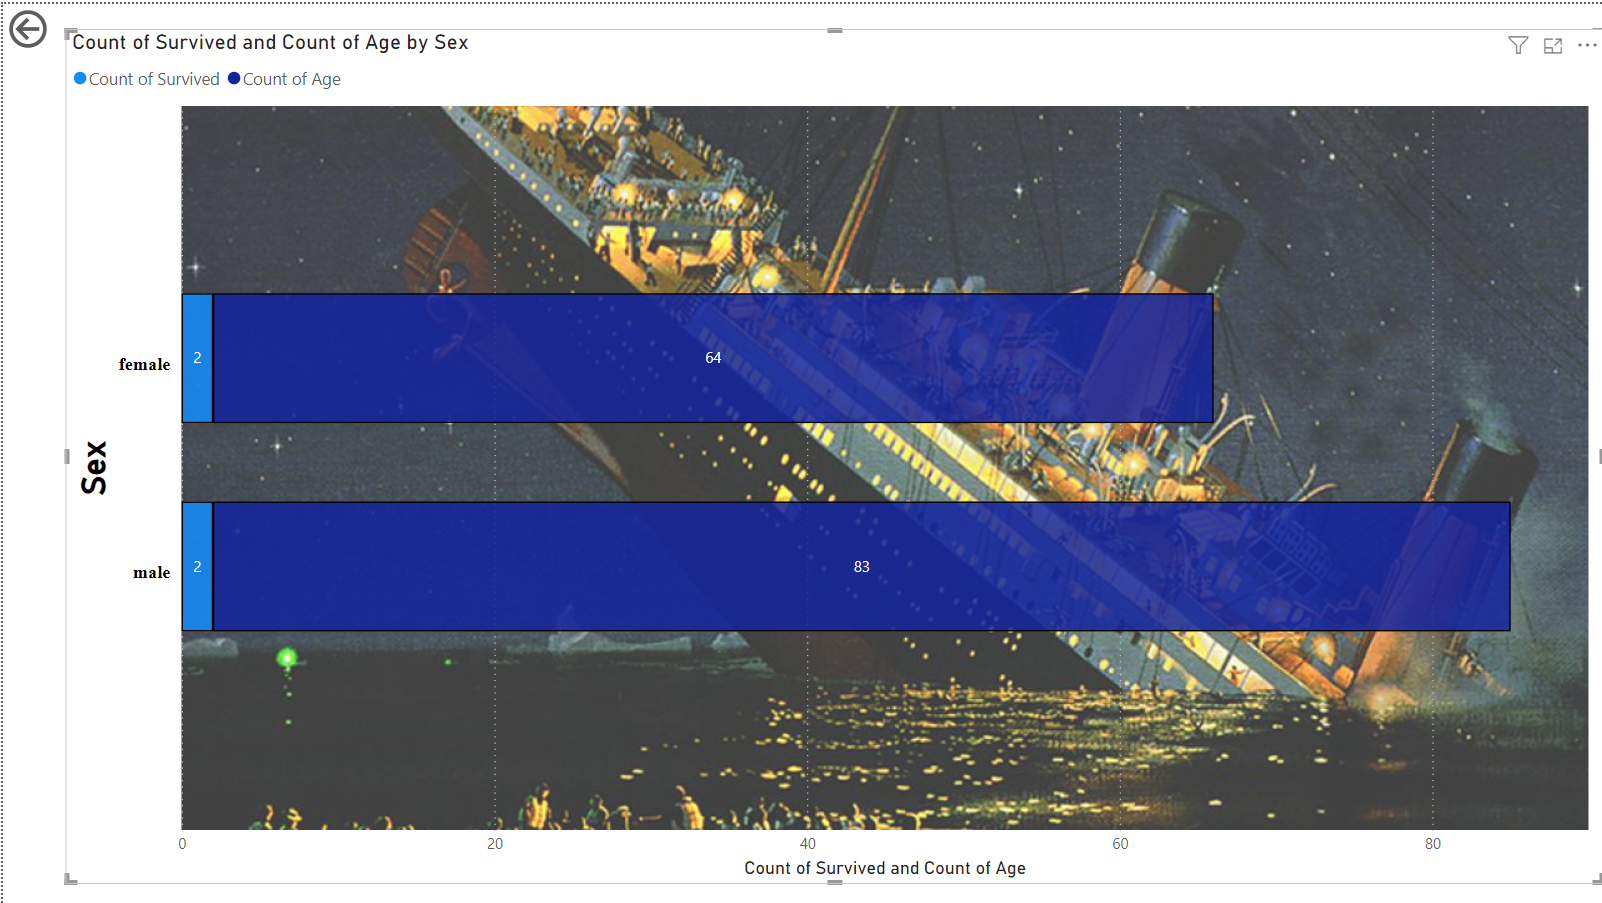 Count of Survived and Count of Age by Sex
Count of Survived Count of Age
female
2
64
Sex
male
2
83
0 20 40 60 80
Count of Survived and Count of Age